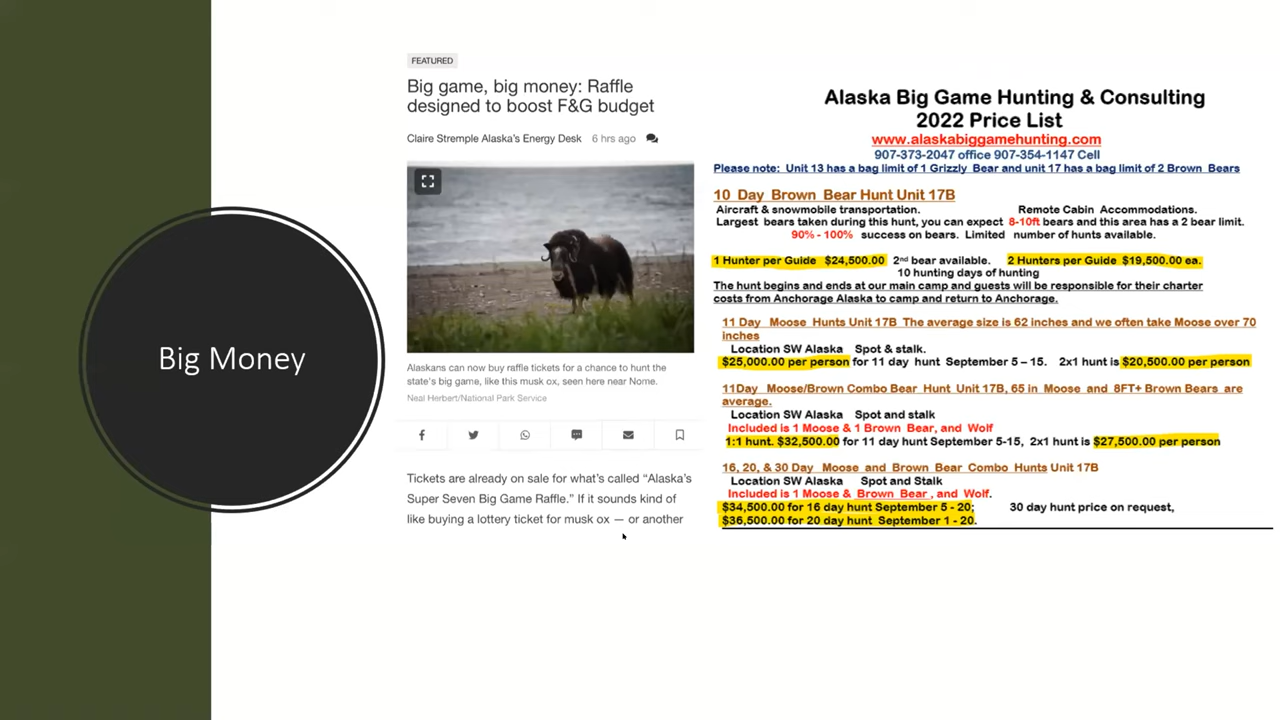 Big Money
FEATURED
Big game, big money: Raffle
designed to boost F&G budget
Claire Stremple Alaska's Energy Desk 6 hrs ago
Alaskans can now buy raffle tickets for a chance to hunt the
state's big game, like this musk ox, seen here near Nome.
Neal Herbert/National Park Service
Tickets are already on sale for what's called "Alaska's
Super Seven Big Game Raffle." If it sounds kind of
like buying a lottery ticket for musk ox — or another
Alaska Big Game Hunting & Consulting
2022 Price List
www.alaskabiggamehunting.com
907-373-2047 office 907-354-1147 Cell
Please note: Unit 13 has a bag limit of 1 Grizzly Bear and unit 17 has a bag limit of 2 Brown Bears
10 Day Brown Bear Hunt Unit 17B
Aircraft & snowmobile transportation. Remote Cabin Accommodations.
Largest bears taken during this hunt, you can expect 8-10ft bears and this area has a 2 bear limit.
90% - 100% success on bears. Limited number of hunts available.
1 Hunter per Guide $24,500.00 2nd bear available. 2 Hunters per Guide $19,500.00 ea.
10 hunting days of hunting
The hunt begins and ends at our main camp and guests will be responsible for their charter
costs from Anchorage Alaska to camp and return to Anchorage.
11 Day Moose Hunts Unit 17B The average size is 62 inches and we often take Moose over 70
inches
Location SW Alaska Spot & stalk.
$25,000.00 per person for 11 day hunt September 5 – 15. 2x1 hunt is $20,500.00 per person
11Day Moose/Brown Combo Bear Hunt Unit 17B, 65 in Moose and 8FT+ Brown Bears are
average.
Location SW Alaska Spot and stalk
Included is 1 Moose & 1 Brown Bear, and Wolf
1:1 hunt. $32,500.00 for 11 day hunt September 5-15, 2x1 hunt is $27,500.00 per person
16, 20, & 30 Day Moose and Brown Bear Combo Hunts Unit 17B
Location SW Alaska Spot and Stalk
Included is 1 Moose & Brown Bear , and Wolf.
$34,500.00 for 16 day hunt September 5 - 20; 30 day hunt price on request,
$36,500.00 for 20 day hunt September 1 - 20.